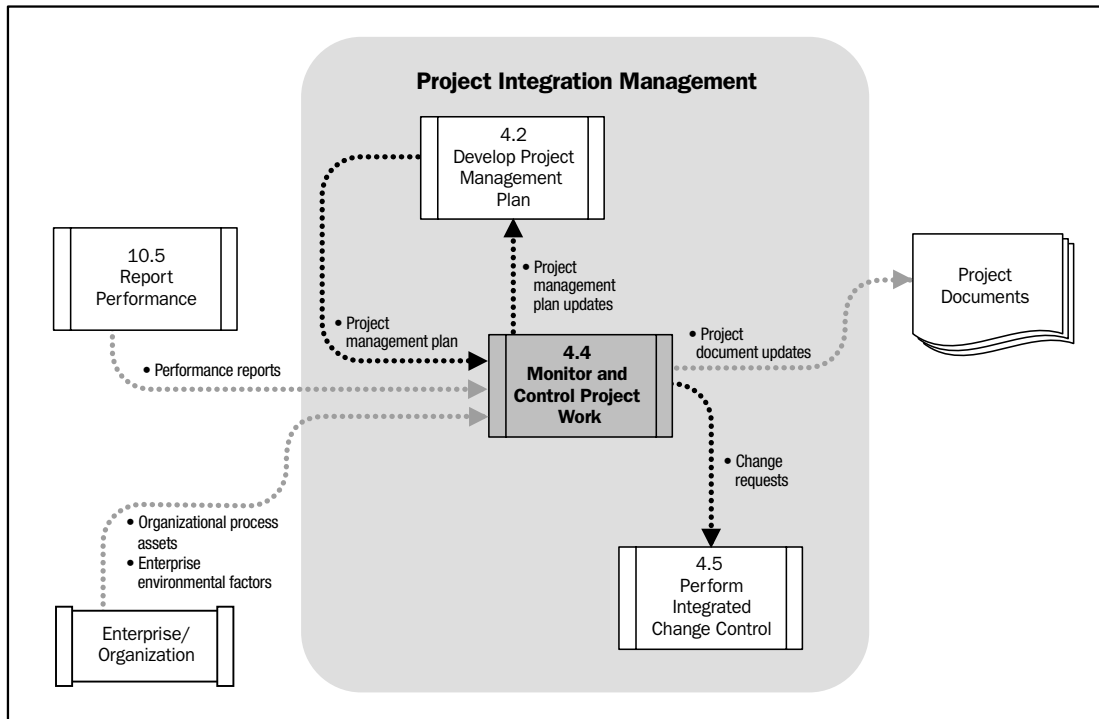 Project Integration Management
4.2
Develop Project
Management
Plan
10.5
Report
Performance
• Project
management
plan updates
Project
Documents
• Project
management plan
• Project
document updates
• Performance reports
4.4
Monitor and
Control Project
Work
• Change
requests
• Organizational process
assets
• Enterprise
environmental factors
4.5
Perform
Integrated
Change Control
Enterprise/
Organization